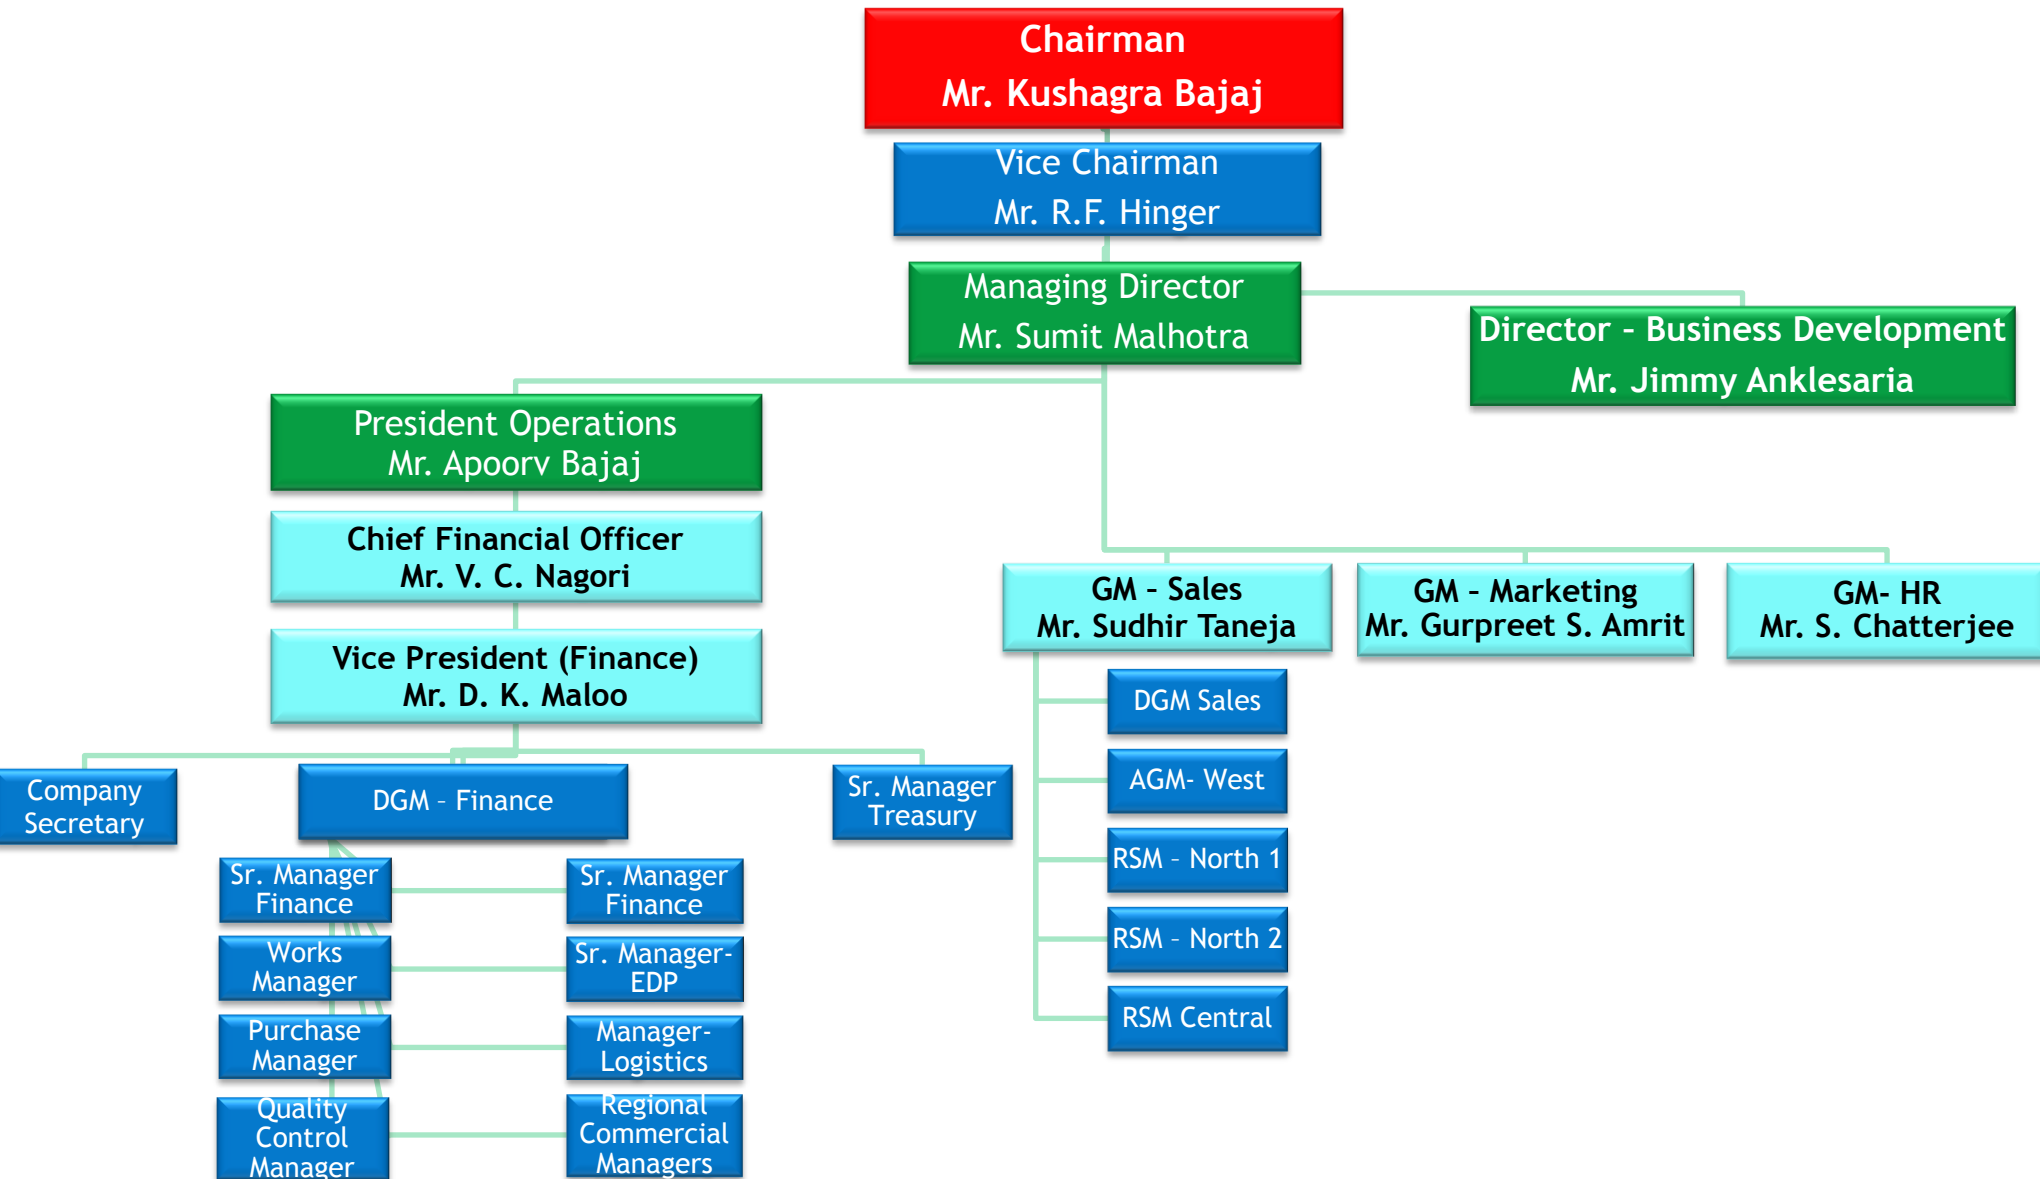 Chairman
Mr. Kushagra Bajaj
Vice Chairman
Mr. R.F. Hinger
Managing Director
Mr. Sumit Malhotra
Director – Business Development
Mr. Jimmy Anklesaria
President Operations
Mr. Apoorv Bajaj
Chief Financial Officer
Mr. V. C. Nagori
Vice President (Finance)
Mr. D. K. Maloo
GM – Sales
Mr. Sudhir Taneja
GM – Marketing
Mr. Gurpreet S. Amrit
GM- HR
Mr. S. Chatterjee
DGM Sales
AGM- West
RSM – North 1
RSM – North 2
RSM Central
Company
Secretary
DGM – Finance
Sr. Manager
Treasury
Sr. Manager
Finance
Sr. Manager
Finance
Works
Manager
Sr. Manager-
EDP
Purchase
Manager
Manager-
Logistics
Quality
Control
Manager
Regional
Commercial
Managers